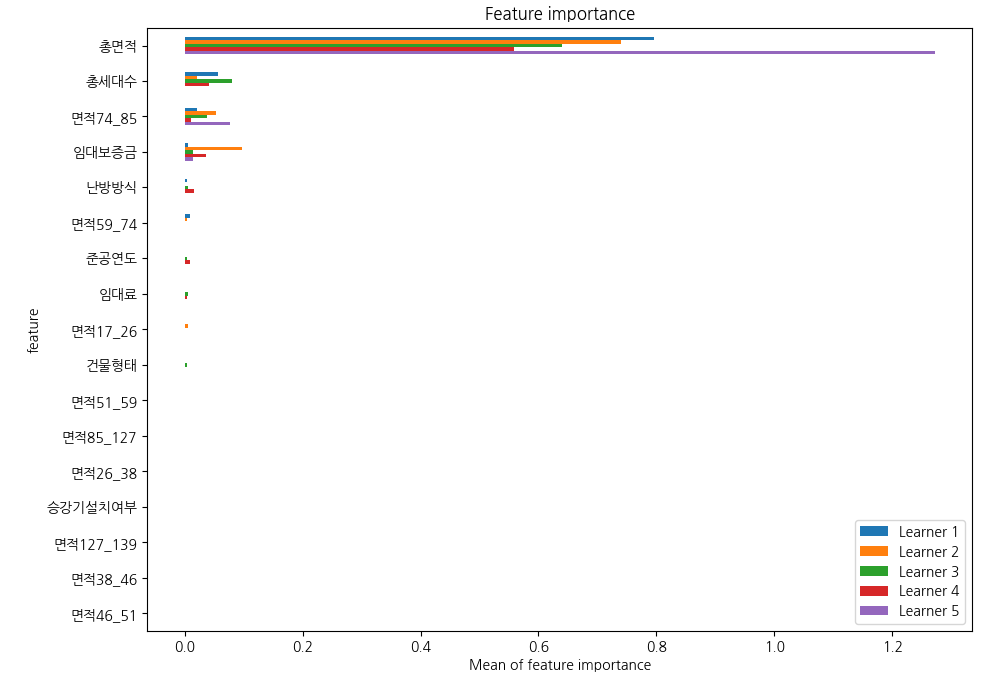 Feature importance
총면적
총세대수
면적74_85
임대보증금
난방방식
면적59_74
준공연도
임대료
면적17_26
건물형태
면적51_59
면적85_127
면적26_38
승강기설치여부
면적127_139
면적38_46
면적46_51
feature
Learner 1
Learner 2
Learner 3
Learner 4
Learner 5
0.0 0.2 0.4 0.6 0.8 1.0 1.2
Mean of feature importance